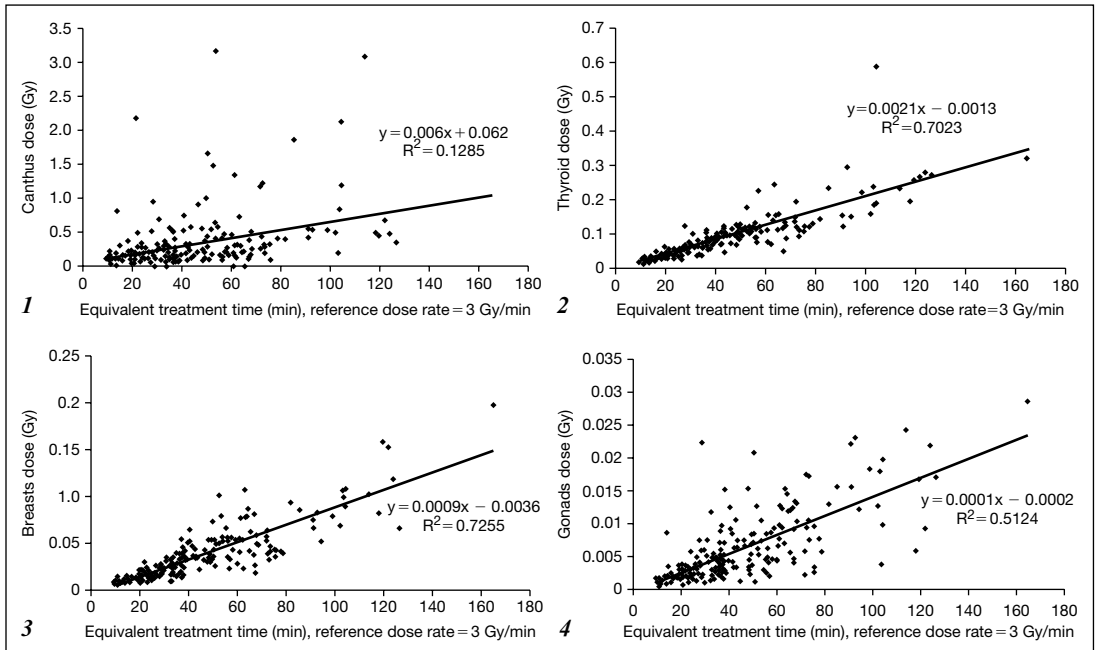 3.5
3.0
2.5
2.0
1.5
1.0
0.5
0
Canthus dose (Gy)
y=0.006x+0.062
R2=0.1285
0 20 40 60 80 100 120 140 160 180
1 Equivalent treatment time (min), reference dose rate=3 Gy/min
0.7
0.6
0.5
0.4
0.3
0.2
0.1
0
Thyroid dose (Gy)
y=0.0021x − 0.0013
R2=0.7023
0 20 40 60 80 100 120 140 160 180
2 Equivalent treatment time (min), reference dose rate=3 Gy/min
0.25
0.2
0.15
1.0
0.05
0
Breasts dose (Gy)
y=0.0009x − 0.0036
R2=0.7255
0 20 40 60 80 100 120 140 160 180
3 Equivalent treatment time (min), reference dose rate=3 Gy/min
0.035
0.03
0.025
0.02
0.015
0.01
0.005
0
Gonads dose (Gy)
y=0.0001x − 0.0002
R2=0.5124
0 20 40 60 80 100 120 140 160 180
4 Equivalent treatment time (min), reference dose rate=3 Gy/min